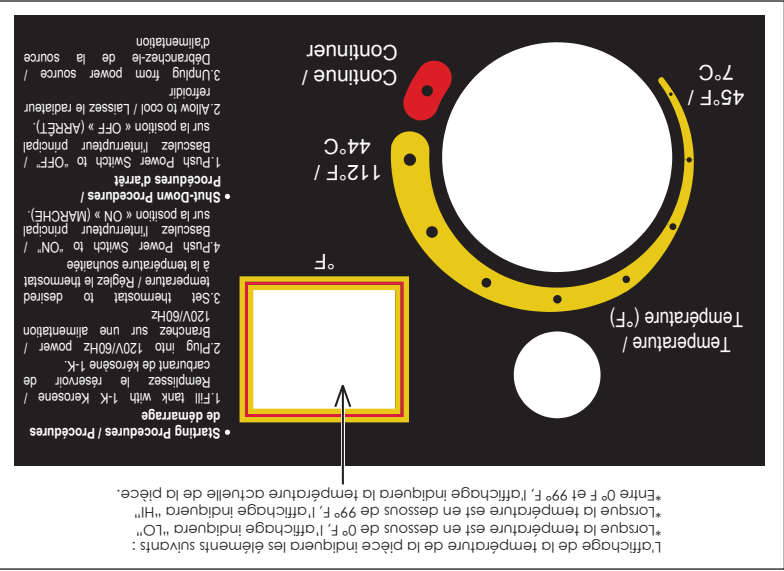 L'affichage de la température de la pièce indiquera les éléments suivants :
*Lorsque la température est en dessous de 0° F, l'affichage indiquera "LO"
*Lorsque la température est en dessous de 99° F, l'affichage indiquera "HI"
*Entre 0° F et 99° F, l'affichage indiquera la température actuelle de la pièce.
Temperature /
Température (°F)
45°F /
7°C
112°F /
44°C
Continue /
Continuer
°F
• Starting Procedures / Procédures
de démarrage
1.Fill tank with 1-K Kerosene /
Remplissez le réservoir de
carburant de kérosène 1-K.
2.Plug into 120V/60Hz power /
Branchez sur une alimentation
120V/60Hz
3.Set thermostat to desired
temperature / Réglez le thermostat
à la température souhaitée
4.Push Power Switch to "ON" /
Basculez l'interrupteur principal
sur la position « ON » (MARCHE).
• Shut-Down Procedures /
Procédures d'arrêt
1.Push Power Switch to "OFF" /
Basculez l'interrupteur principal
sur la position « OFF » (ARRÊT).
2.Allow to cool / Laissez le radiateur
refroidir
3.Unplug from power source /
Débranchez-le de la source
d'alimentation